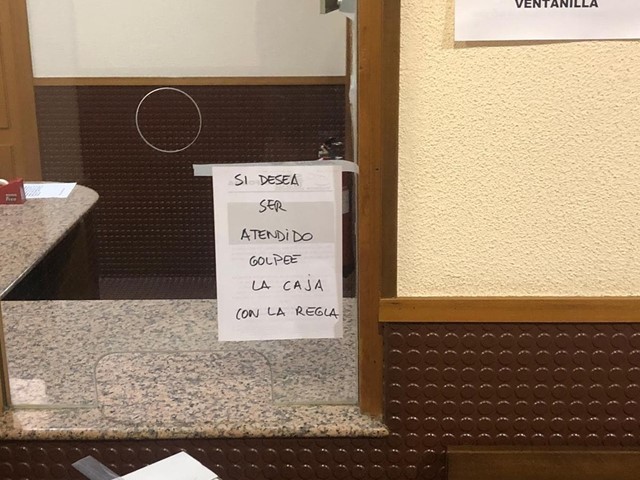 VENTANILLA
SI DESEA
SER
ATENDIDO
GOLPEE
LA CAJA
CON LA REGLA